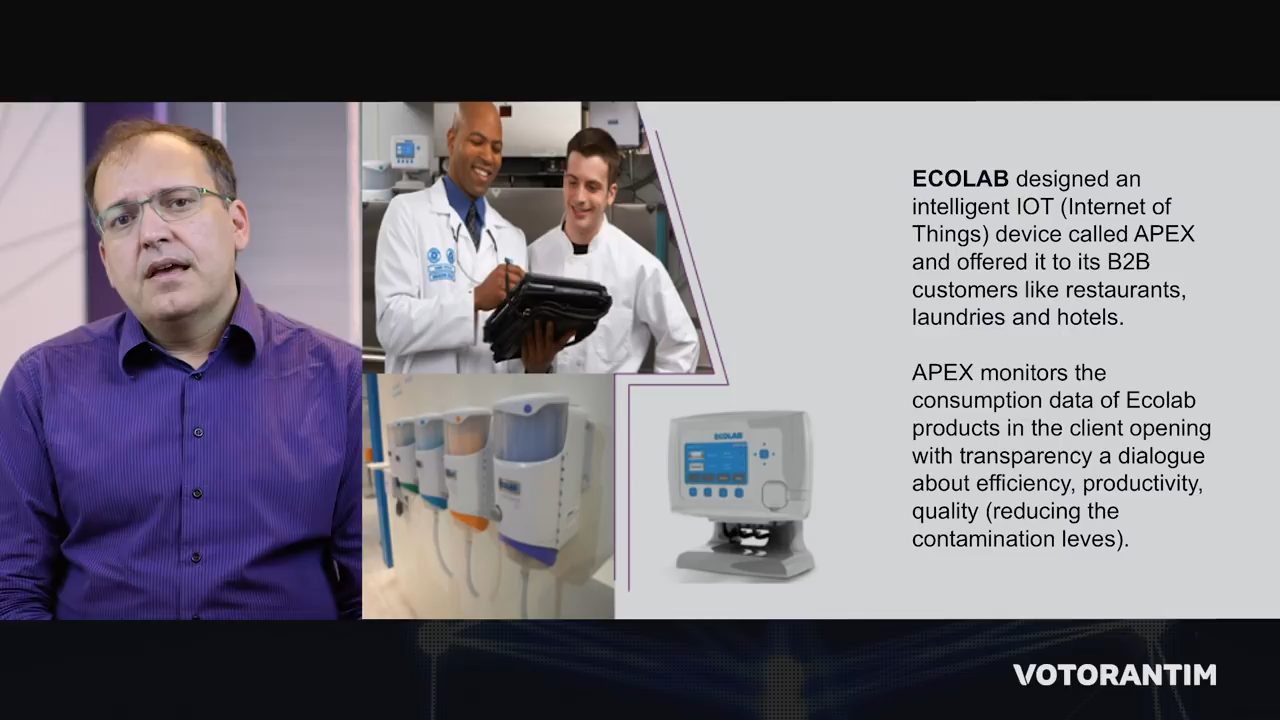 ECOLAB designed an
intelligent IOT (Internet of
Things) device called APEX
and offered it to its B2B
customers like restaurants,
laundries and hotels.
APEX monitors the
consumption data of Ecolab
products in the client opening
with transparency a dialogue
about efficiency, productivity,
quality (reducing the
contamination leves).
ECOLAB
VOTORANTIM